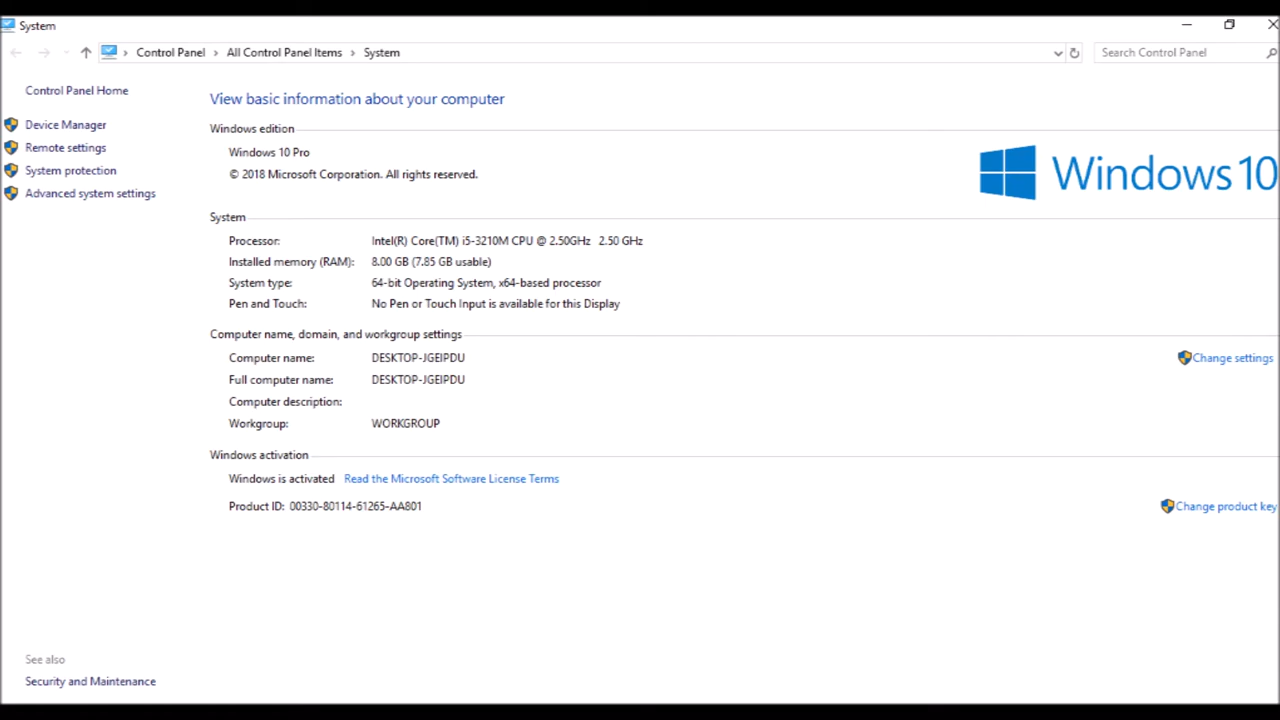 System
Control Panel > All Control Panel Items > System
Search Control Panel
Control Panel Home
Device Manager
Remote settings
System protection
Advanced system settings
View basic information about your computer
Windows edition
Windows 10 Pro
© 2018 Microsoft Corporation. All rights reserved.
Windows 10
System
Processor: Intel(R) Core(TM) i5-3210M CPU @ 2.50GHz 2.50 GHz
Installed memory (RAM): 8.00 GB (7.85 GB usable)
System type: 64-bit Operating System, x64-based processor
Pen and Touch: No Pen or Touch Input is available for this Display
Computer name, domain, and workgroup settings
Computer name: DESKTOP-JGEIPDU
Change settings
Full computer name: DESKTOP-JGEIPDU
Computer description:
Workgroup: WORKGROUP
Windows activation
Windows is activated Read the Microsoft Software License Terms
Product ID: 00330-80114-61265-AA801
Change product key
See also
Security and Maintenance